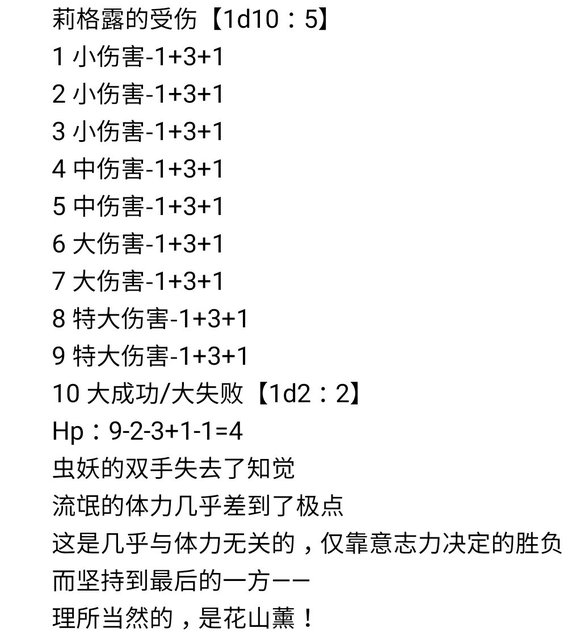 莉格露的受伤【1d10：5】
1 小伤害-1+3+1
2 小伤害-1+3+1
3 小伤害-1+3+1
4 中伤害-1+3+1
5 中伤害-1+3+1
6 大伤害-1+3+1
7 大伤害-1+3+1
8 特大伤害-1+3+1
9 特大伤害-1+3+1
10 大成功/大失败【1d2：2】
Hp：9-2-3+1-1=4
虫妖的双手失去了知觉
流氓的体力几乎差到了极点
这是几乎与体力无关的，仅靠意志力决定的胜负
而坚持到最后的一方——
理所当然的，是花山薰！